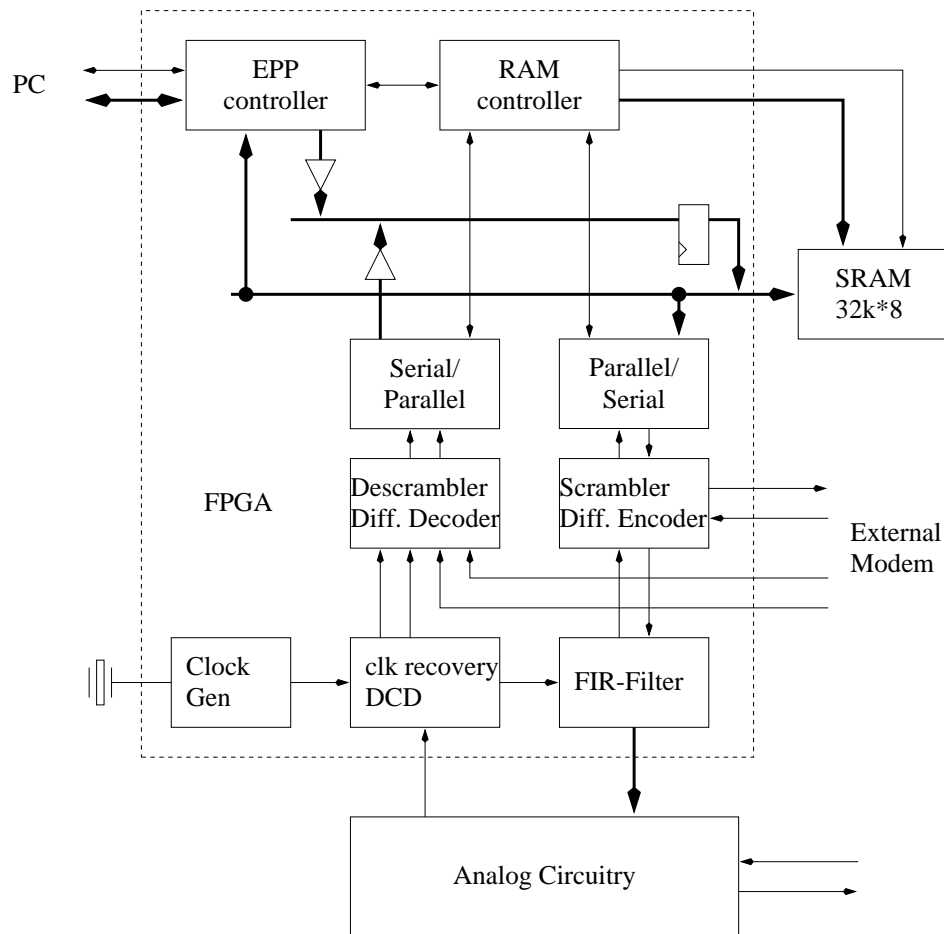 PC
EPP
controller
RAM
controller
SRAM
32k*8
Serial/
Parallel
Parallel/
Serial
FPGA
Descrambler
Diff. Decoder
Scrambler
Diff. Encoder
External
Modem
Clock
Gen
clk recovery
DCD
FIR-Filter
Analog Circuitry